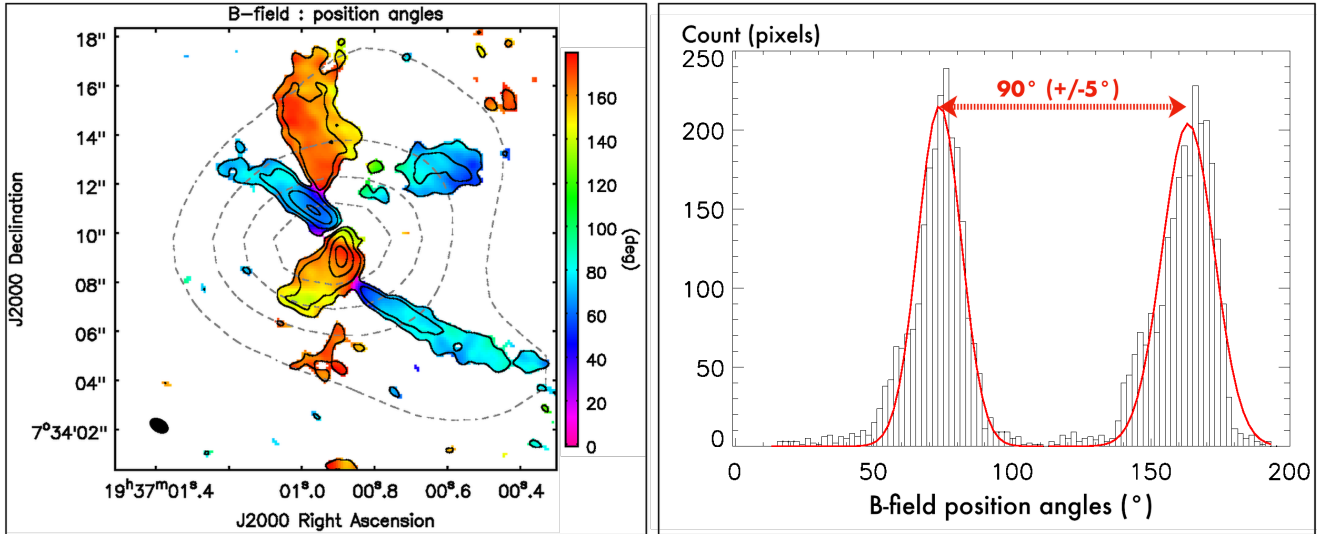 B-field : position angles
18"
16"
14"
12"
10"
08"
06"
04"
7°34'02"
J2000 Declination
19h37m01s.4
01s.0
00s.8
00s.6
00s.4
J2000 Right Ascension
160
140
120
100
80
60
40
20
0
(deg)
Count (pixels)
250
200
150
100
50
0
90° (+/-5°)
0
50
100
150
200
B-field position angles (°)